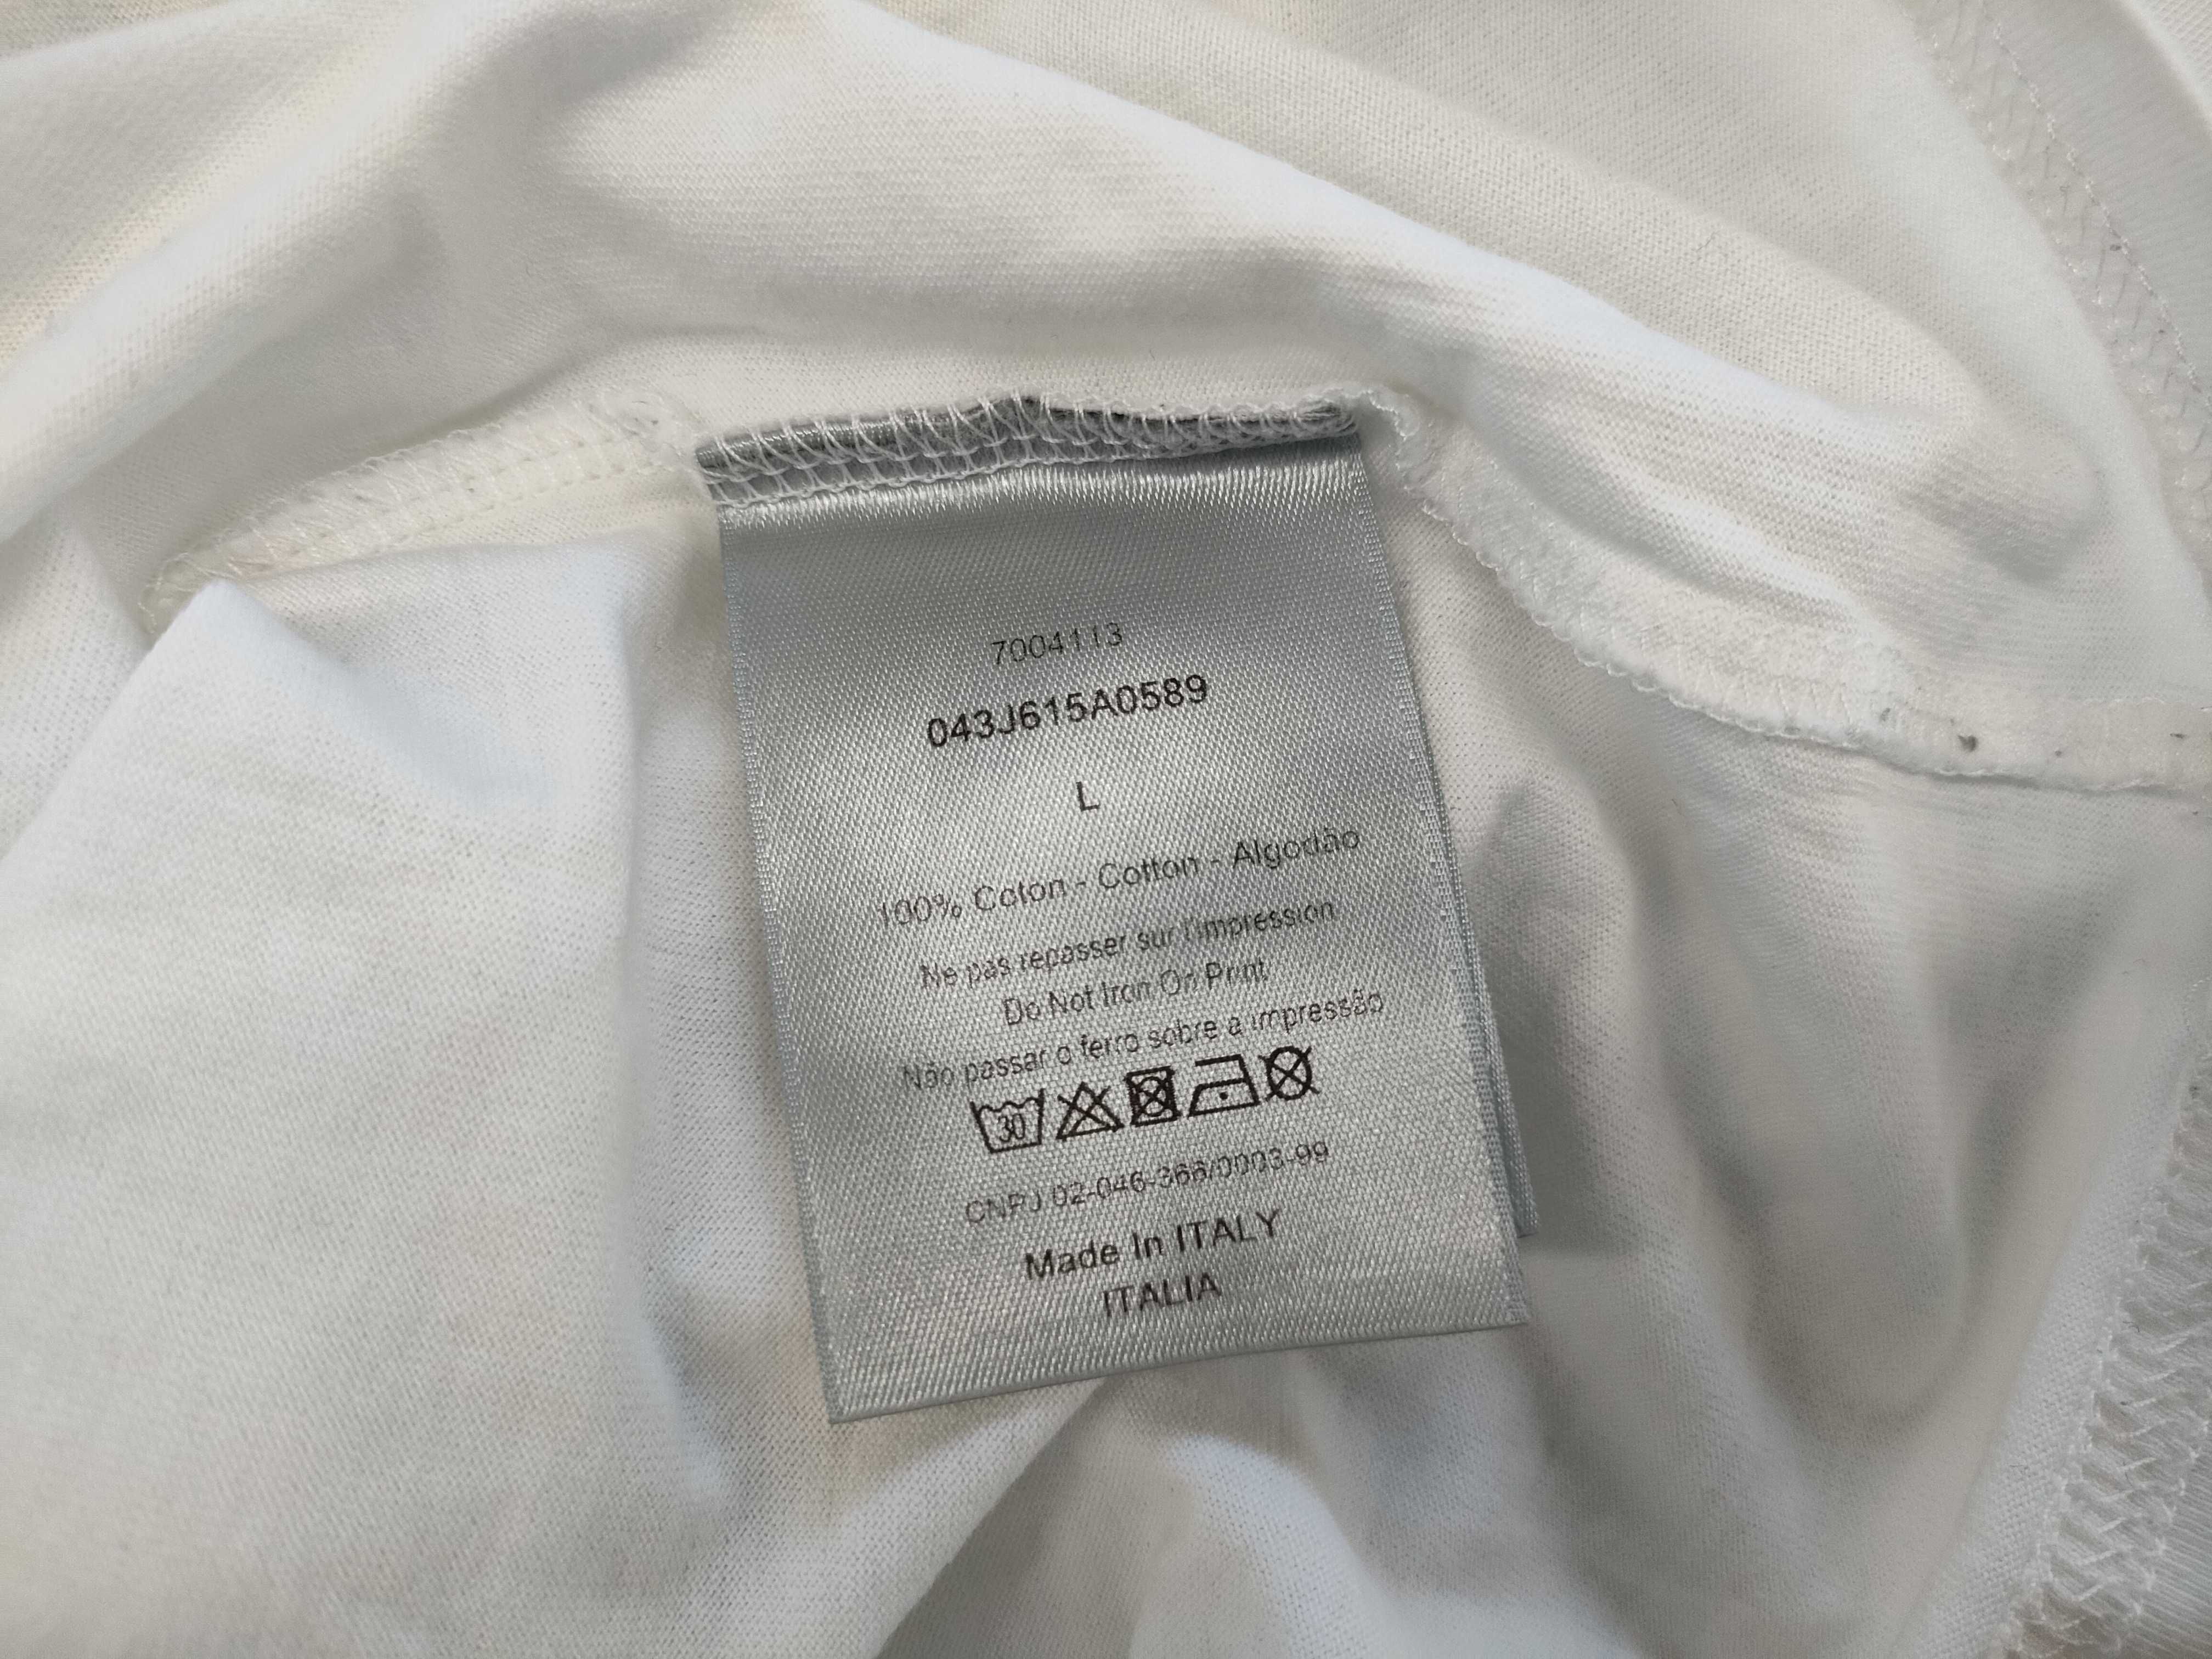 7004113
043J615A0589
L
100% Coton - Cotton - Algodão
Ne pas repasser sur l'impression
Do Not Iron On Print
Não passar o ferro sobre a impressão
30
CNPJ 02-046-366/0003-99
Made In ITALY
ITALIA